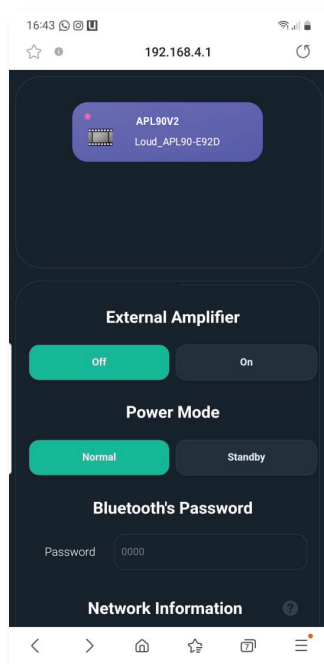 16:43
192.168.4.1
APL90V2
Loud_APL90-E92D
External Amplifier
Off On
Power Mode
Normal Standby
Bluetooth's Password
Password 0000
Network Information ?
7